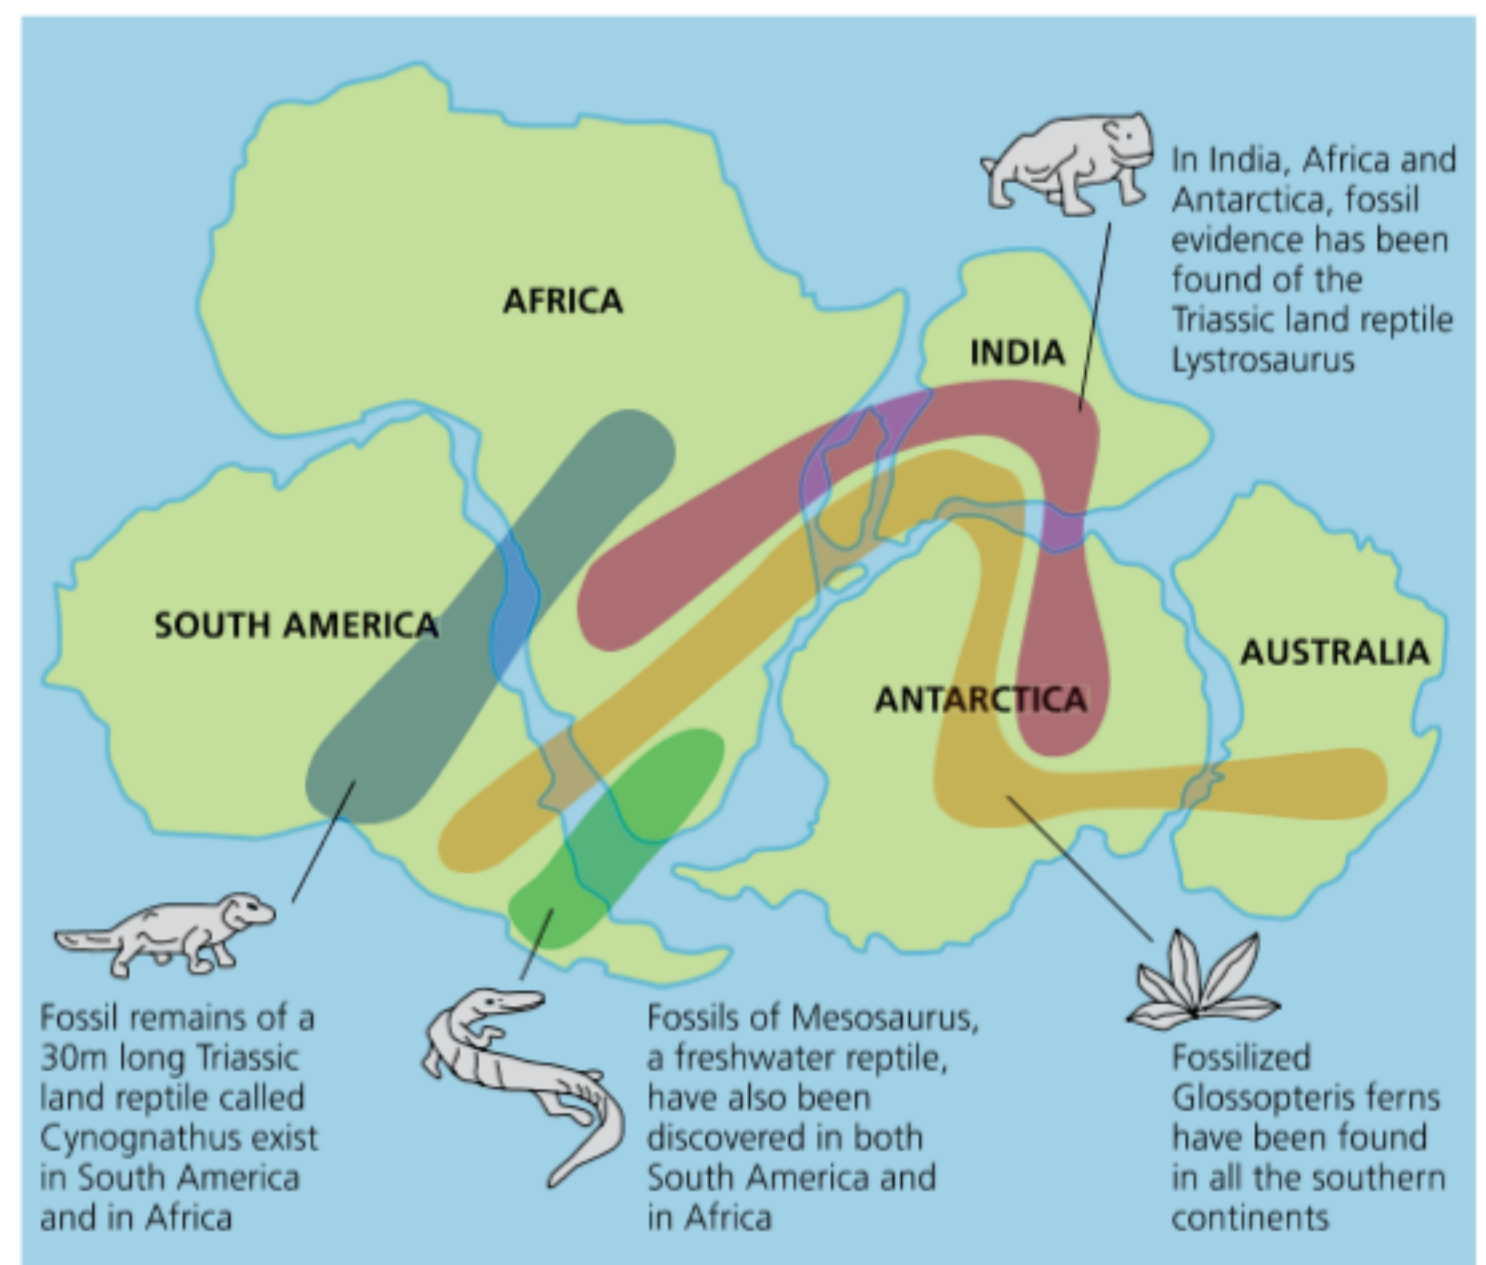 AFRICA
In India, Africa and
Antarctica, fossil
evidence has been
found of the
Triassic land reptile
Lystrosaurus
INDIA
SOUTH AMERICA
AUSTRALIA
ANTARCTICA
Fossil remains of a
30m long Triassic
land reptile called
Cynognathus exist
in South America
and in Africa
Fossils of Mesosaurus,
a freshwater reptile,
have also been
discovered in both
South America and
in Africa
Fossilized
Glossopteris ferns
have been found
in all the southern
continents